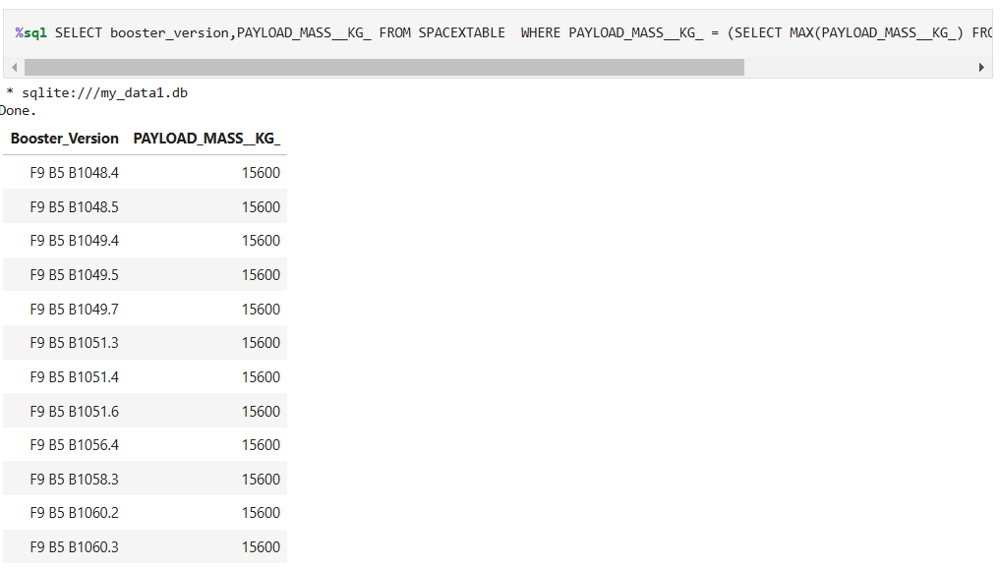 %sql SELECT booster_version,PAYLOAD_MASS__KG_ FROM SPACEXTABLE  WHERE PAYLOAD_MASS__KG_ = (SELECT MAX(PAYLOAD_MASS__KG_) FRO
* sqlite:///my_data1.db
Done.
Booster_Version PAYLOAD_MASS__KG_
F9 B5 B1048.4 15600
F9 B5 B1048.5 15600
F9 B5 B1049.4 15600
F9 B5 B1049.5 15600
F9 B5 B1049.7 15600
F9 B5 B1051.3 15600
F9 B5 B1051.4 15600
F9 B5 B1051.6 15600
F9 B5 B1056.4 15600
F9 B5 B1058.3 15600
F9 B5 B1060.2 15600
F9 B5 B1060.3 15600